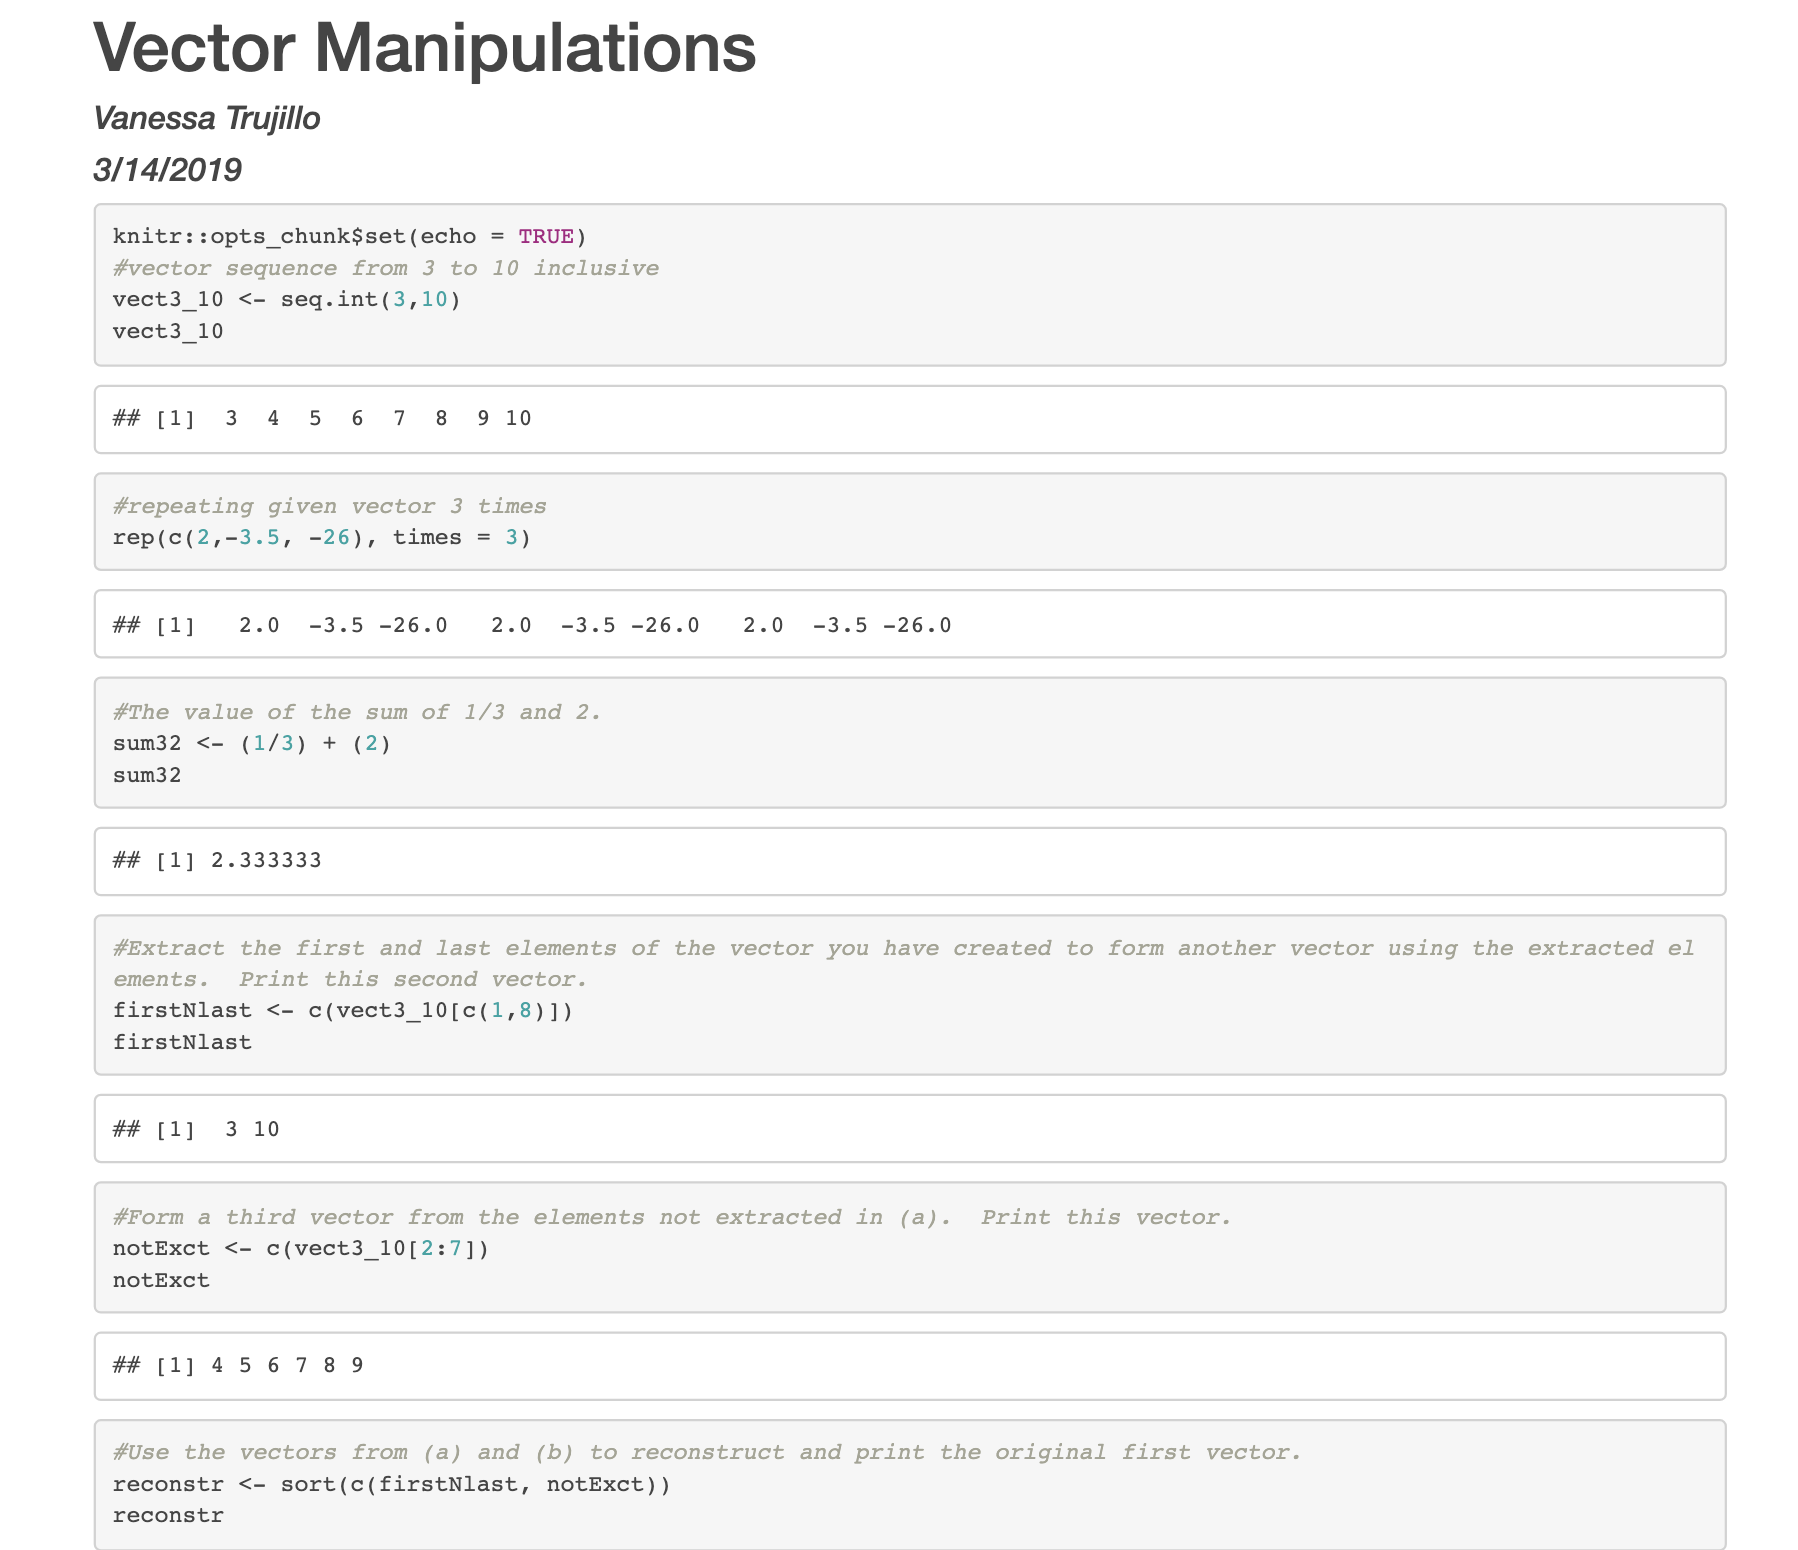 Vector Manipulations
Vanessa Trujillo
3/14/2019
knitr::opts_chunk$set(echo = TRUE)
#vector sequence from 3 to 10 inclusive
vect3_10 <- seq.int(3,10)
vect3_10
## [1]  3  4  5  6  7  8  9 10
#repeating given vector 3 times
rep(c(2,-3.5, -26), times = 3)
## [1]   2.0  -3.5 -26.0   2.0  -3.5 -26.0   2.0  -3.5 -26.0
#The value of the sum of 1/3 and 2.
sum32 <- (1/3) + (2)
sum32
## [1] 2.333333
#Extract the first and last elements of the vector you have created to form another vector using the extracted el
ements.  Print this second vector.
firstNlast <- c(vect3_10[c(1,8)])
firstNlast
## [1]  3 10
#Form a third vector from the elements not extracted in (a).  Print this vector.
notExct <- c(vect3_10[2:7])
notExct
## [1] 4 5 6 7 8 9
#Use the vectors from (a) and (b) to reconstruct and print the original first vector.
reconstr <- sort(c(firstNlast, notExct))
reconstr